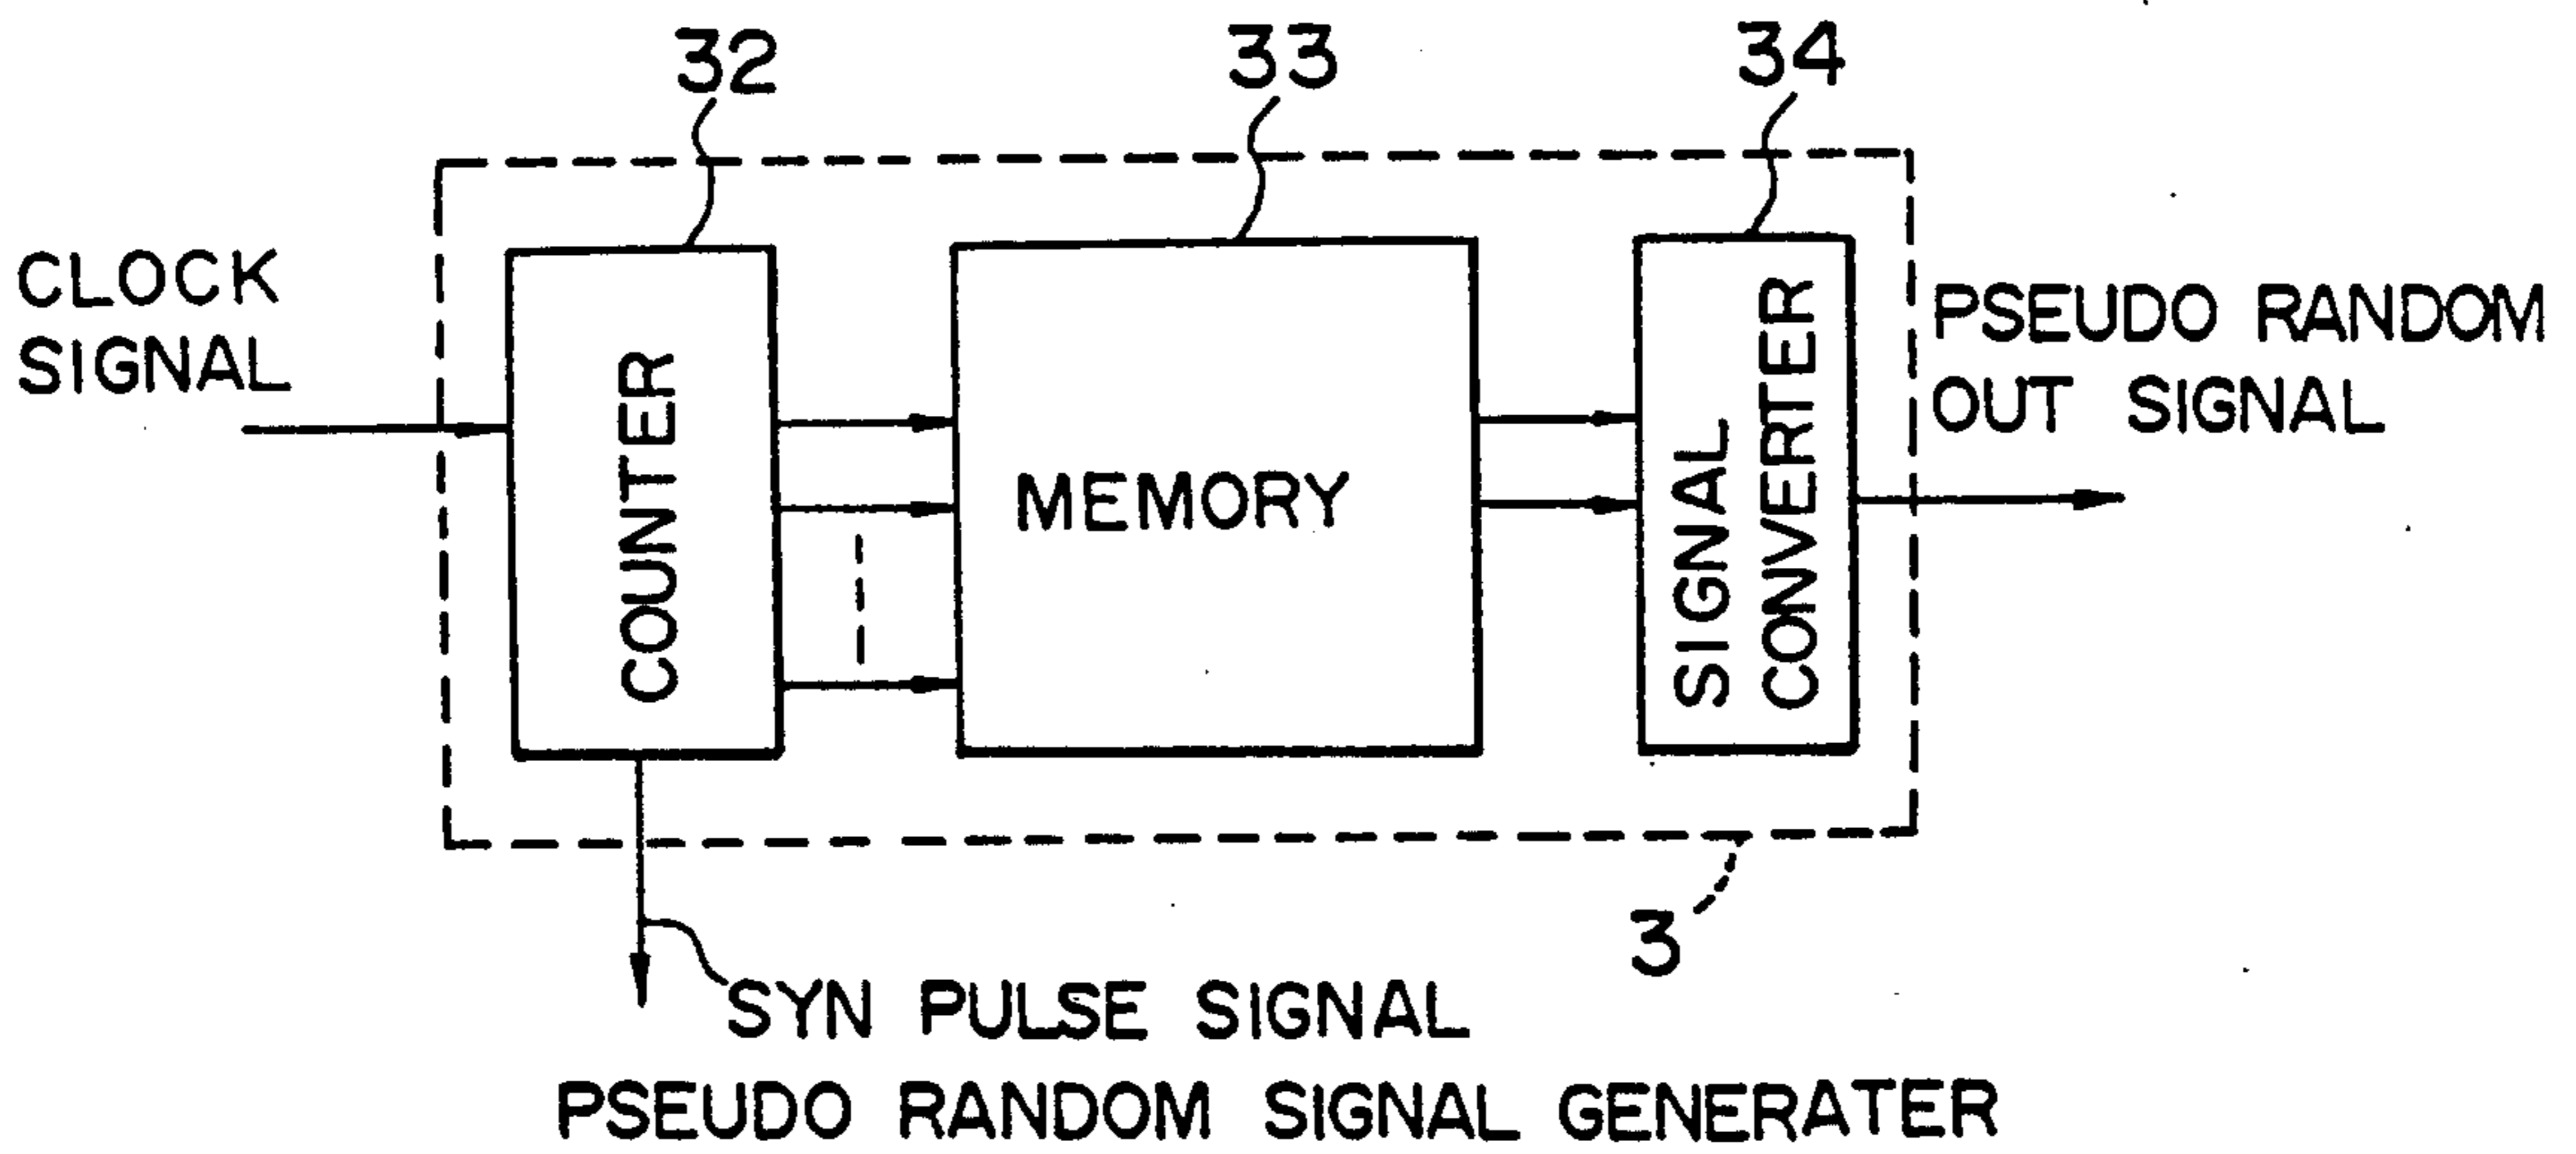 32
33
34
CLOCK
SIGNAL
COUNTER
MEMORY
SIGNAL
CONVERTER
PSEUDO RANDOM
OUT SIGNAL
3
SYN PULSE SIGNAL
PSEUDO RANDOM SIGNAL GENERATER